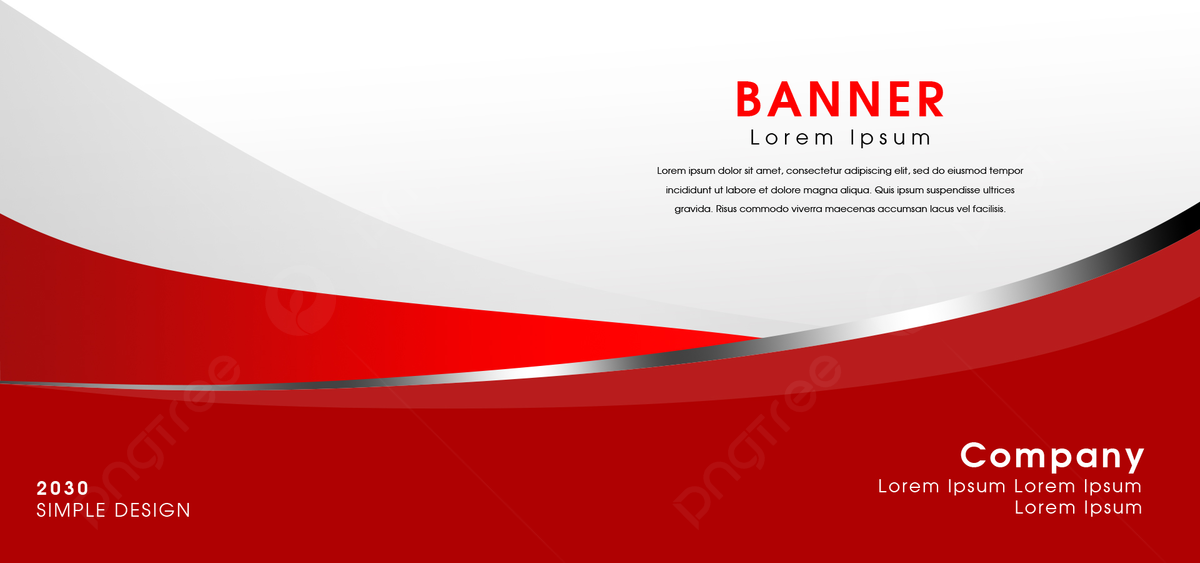 BANNER
Lorem Ipsum
Lorem ipsum dolor sit amet, consectetur adipiscing elit, sed do eiusmod tempor
incididunt ut labore et dolore magna aliqua. Quis ipsum suspendisse ultrices
gravida. Risus commodo viverra maecenas accumsan lacus vel facilisis.
Company
Lorem Ipsum Lorem Ipsum
Lorem Ipsum
2030
SIMPLE DESIGN
pngtree
pngtree